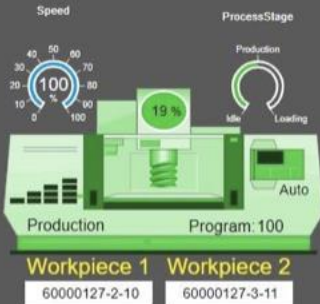 Speed
ProcessStage
0
10
20
30
40
50
60
70
80
90
100
100
%
Production
Idle
Loading
19 %
Auto
Production
Program: 100
Workpiece 1
Workpiece 2
60000127-2-10
60000127-3-11